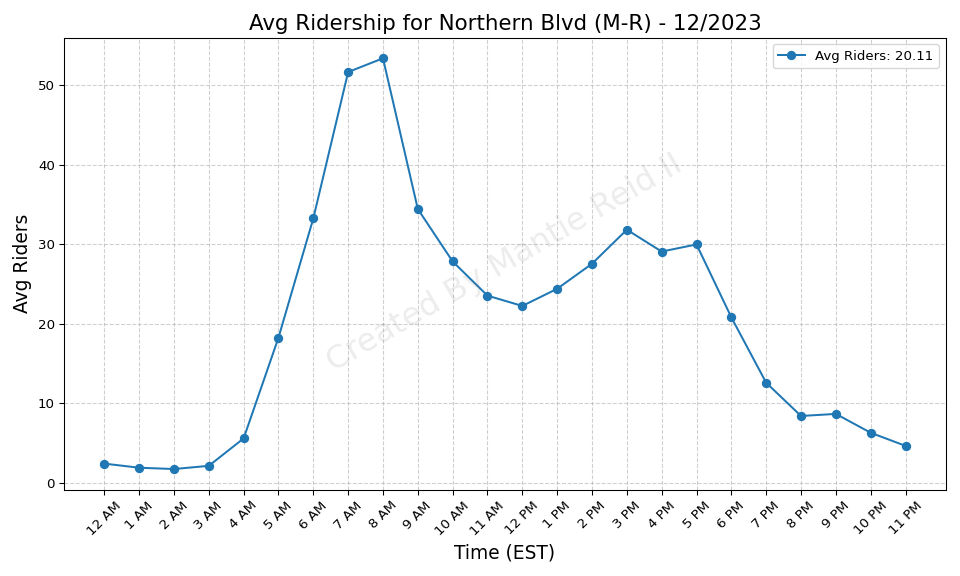 Avg Ridership for Northern Blvd (M-R) - 12/2023
Avg Riders: 20.11
Avg Riders
50
40
30
20
10
0
Created By Mantie Reid II
12 AM
1 AM
2 AM
3 AM
4 AM
5 AM
6 AM
7 AM
8 AM
9 AM
10 AM
11 AM
12 PM
1 PM
2 PM
3 PM
4 PM
5 PM
6 PM
7 PM
8 PM
9 PM
10 PM
11 PM
Time (EST)